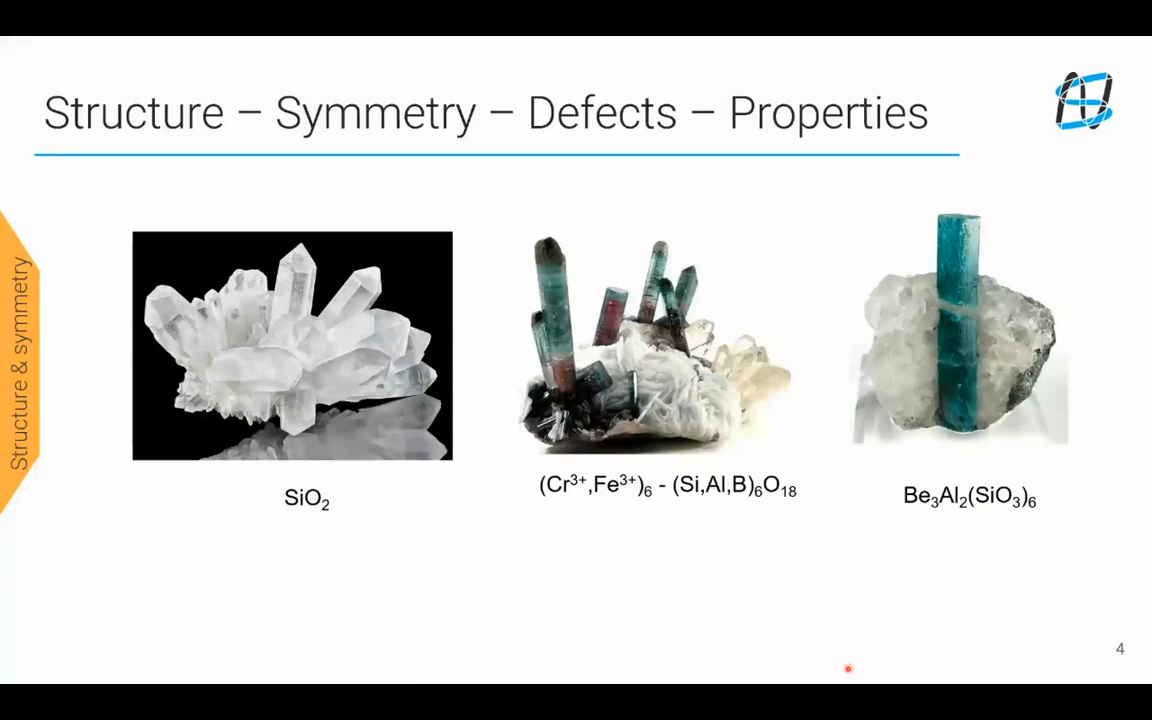 Structure – Symmetry – Defects – Properties
Structure & symmetry
SiO₂
(Cr³⁺,Fe³⁺)₆ - (Si,Al,B)₆O₁₈
Be₃Al₂(SiO₃)₆
4